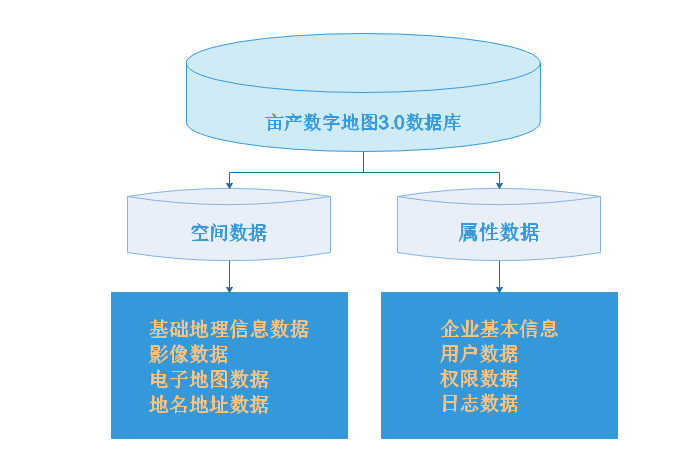 亩产数字地图3.0数据库
空间数据
属性数据
基础地理信息数据
影像数据
电子地图数据
地名地址数据
企业基本信息
用户数据
权限数据
日志数据